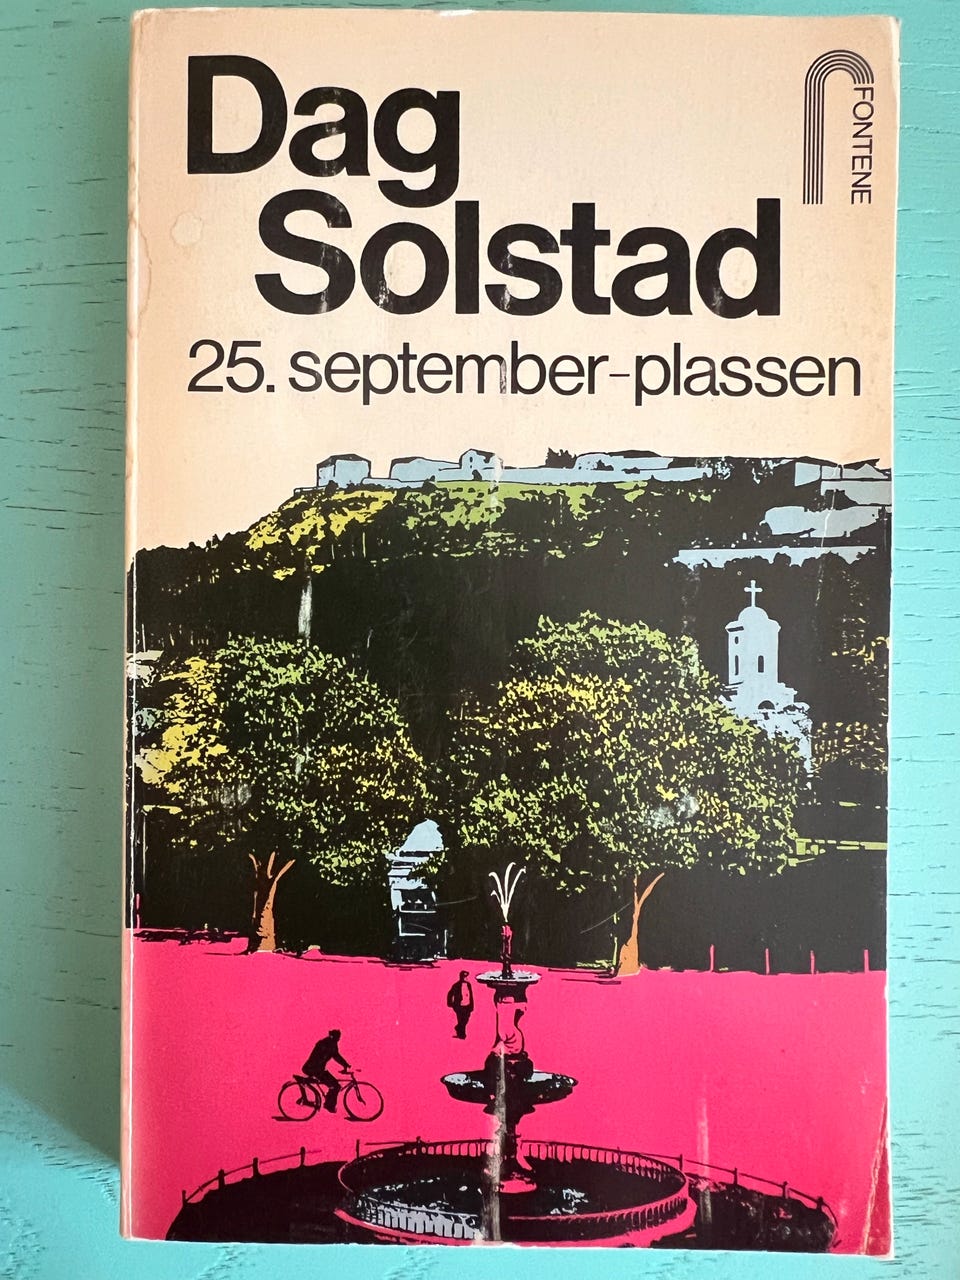 Dag
Solstad
25. september-plassen
FONTENE